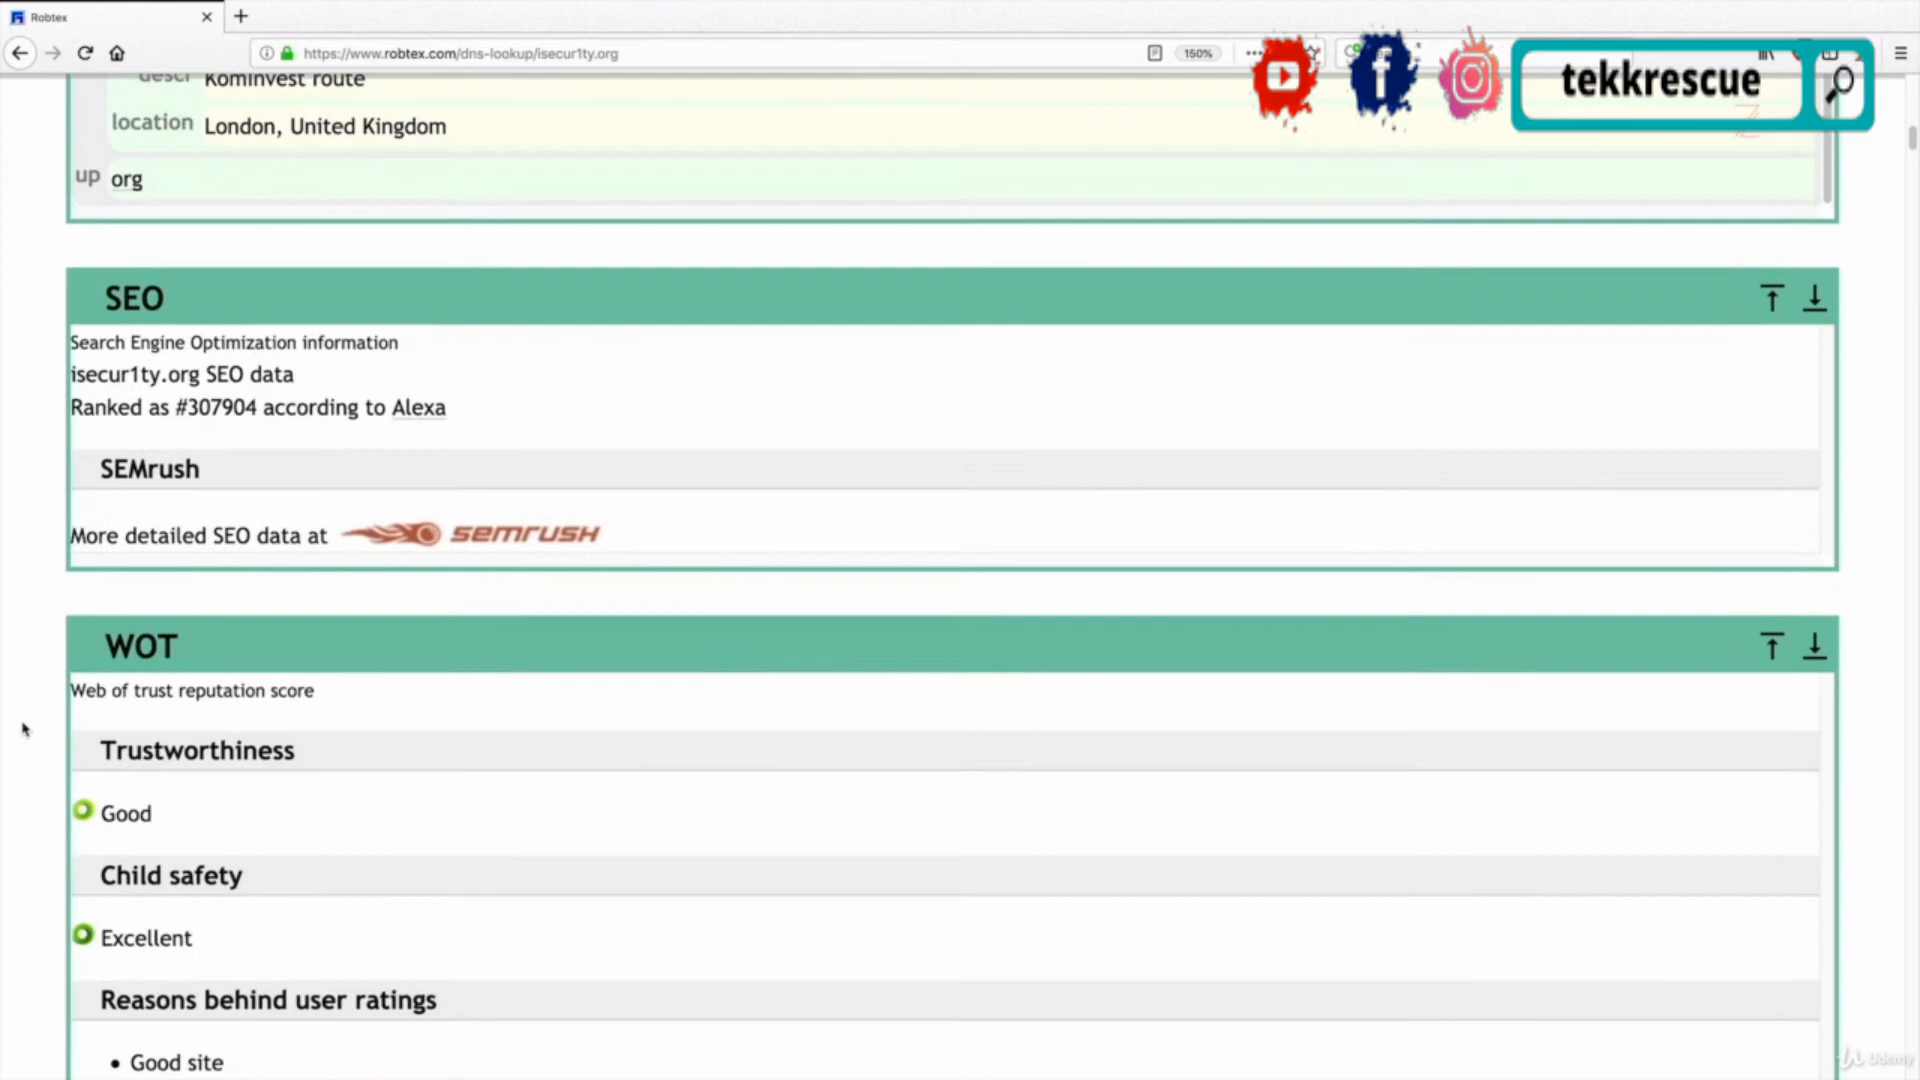 Robtex
https://www.robtex.com/dns-lookup/isecur1ty.org
150%
tekkrescue
descr Kominvest route
location London, United Kingdom
up org
SEO
Search Engine Optimization information
isecur1ty.org SEO data
Ranked as #307904 according to Alexa
SEMrush
More detailed SEO data at semrush
WOT
Web of trust reputation score
Trustworthiness
Good
Child safety
Excellent
Reasons behind user ratings
• Good site
Udemy